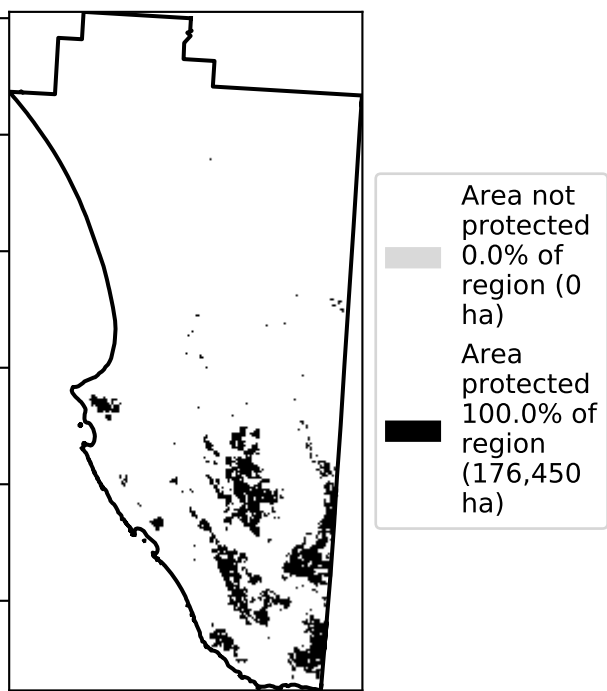 Area not
protected
0.0% of
region (0
ha)
Area
protected
100.0% of
region
(176,450
ha)